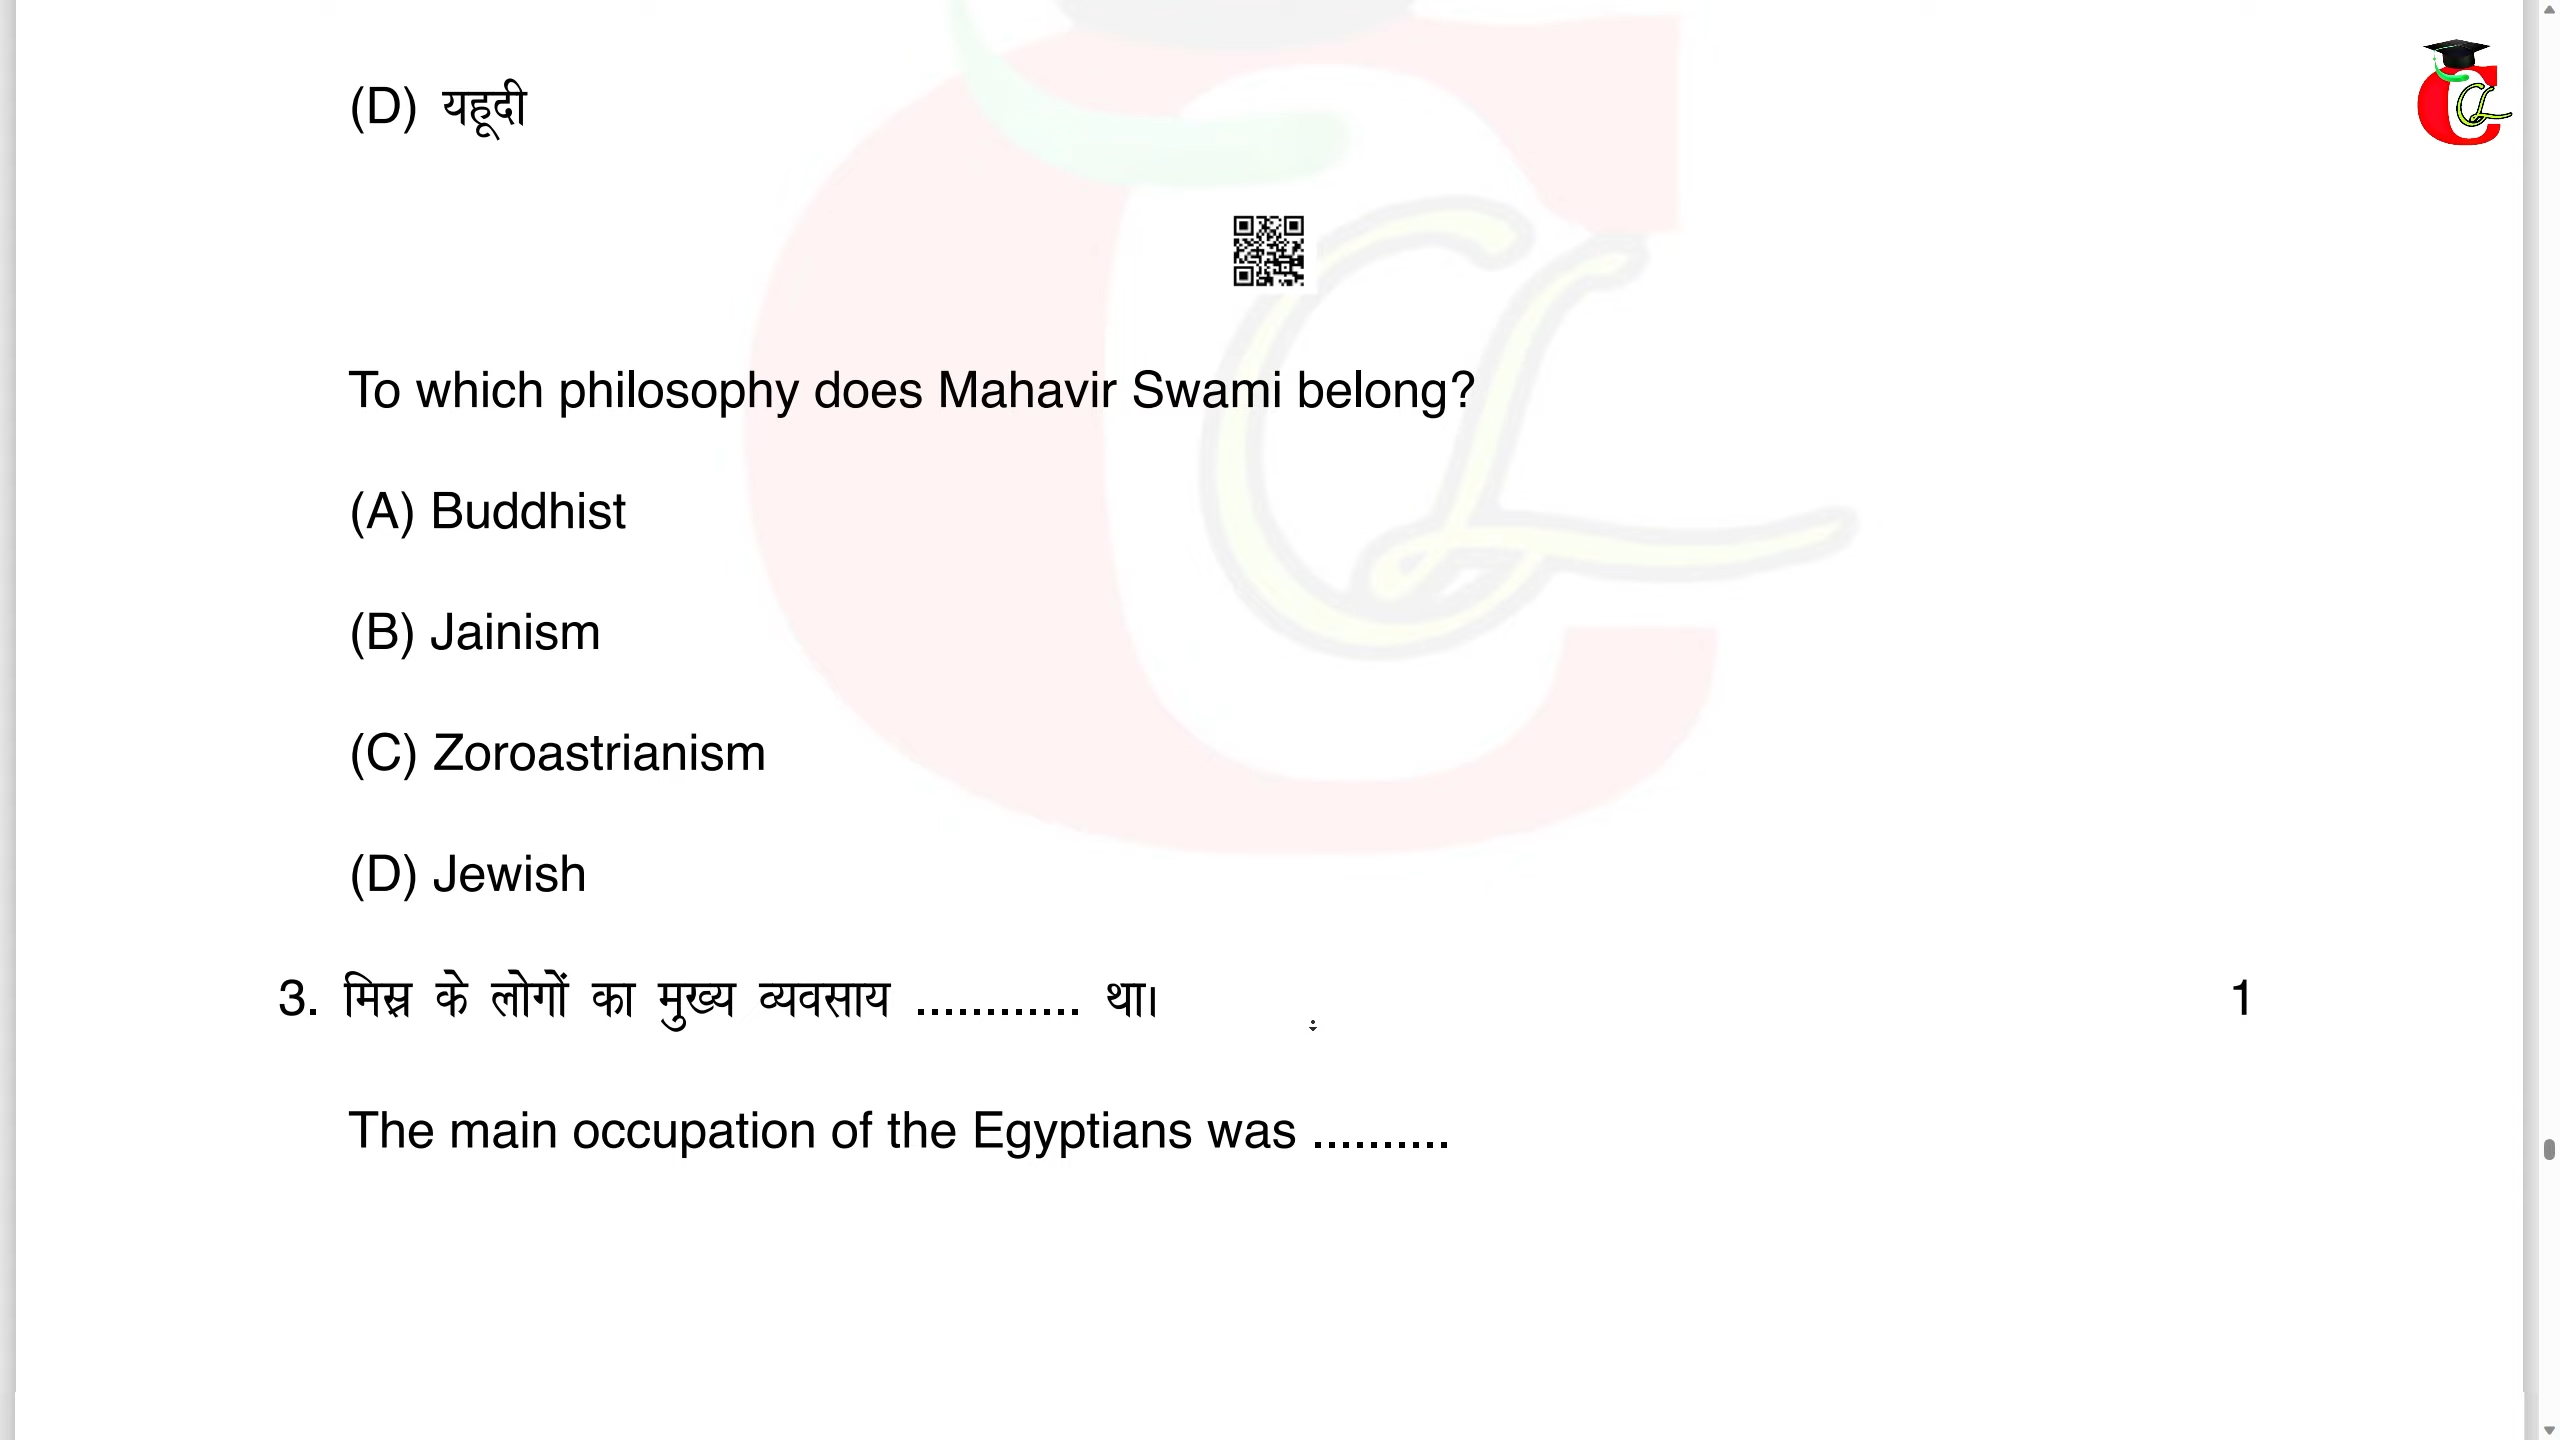 (D) यहूदी
To which philosophy does Mahavir Swami belong?
(A) Buddhist
(B) Jainism
(C) Zoroastrianism
(D) Jewish
3. मिस्र के लोगों का मुख्य व्यवसाय ............ था। 1
The main occupation of the Egyptians was ..........